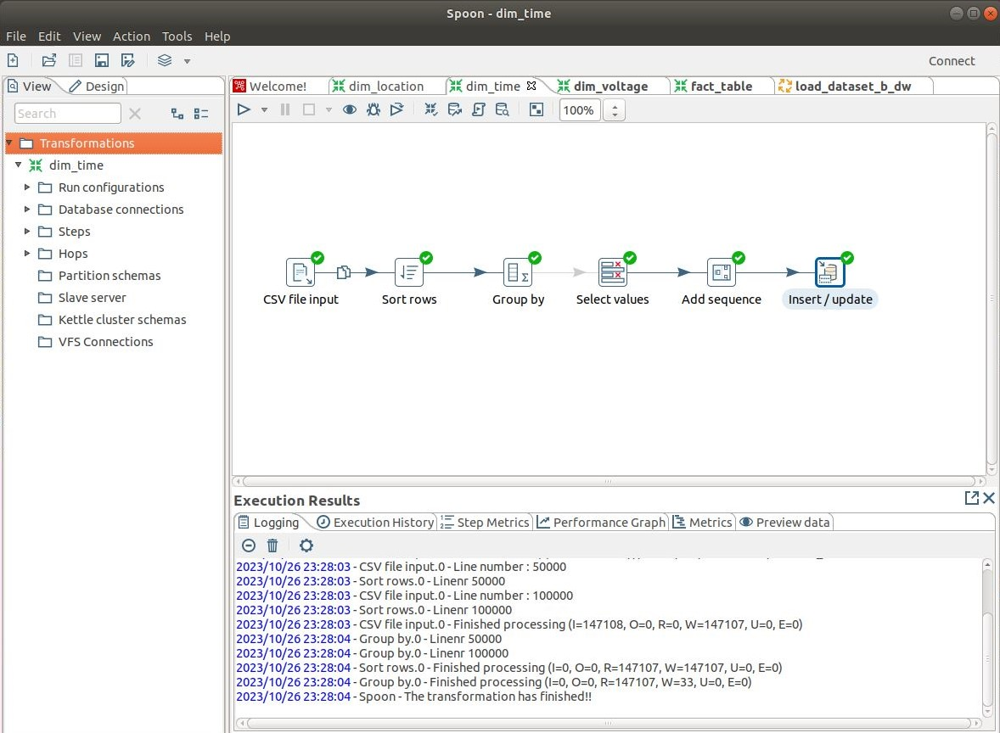 Spoon - dim_time
File Edit View Action Tools Help
Connect
View Design
Welcome! dim_location dim_time dim_voltage fact_table load_dataset_b_dw
Search
100%
Transformations
dim_time
Run configurations
Database connections
Steps
Hops
Partition schemas
Slave server
Kettle cluster schemas
VFS Connections
CSV file input Sort rows Group by Select values Add sequence Insert / update
Execution Results
Logging Execution History Step Metrics Performance Graph Metrics Preview data
2023/10/26 23:28:03 - CSV file input.0 - Line number : 50000
2023/10/26 23:28:03 - Sort rows.0 - Linenr 50000
2023/10/26 23:28:03 - CSV file input.0 - Line number : 100000
2023/10/26 23:28:03 - Sort rows.0 - Linenr 100000
2023/10/26 23:28:03 - CSV file input.0 - Finished processing (I=147108, O=0, R=0, W=147107, U=0, E=0)
2023/10/26 23:28:04 - Group by.0 - Linenr 50000
2023/10/26 23:28:04 - Group by.0 - Linenr 100000
2023/10/26 23:28:04 - Sort rows.0 - Finished processing (I=0, O=0, R=147107, W=147107, U=0, E=0)
2023/10/26 23:28:04 - Group by.0 - Finished processing (I=0, O=0, R=147107, W=33, U=0, E=0)
2023/10/26 23:28:04 - Spoon - The transformation has finished!!